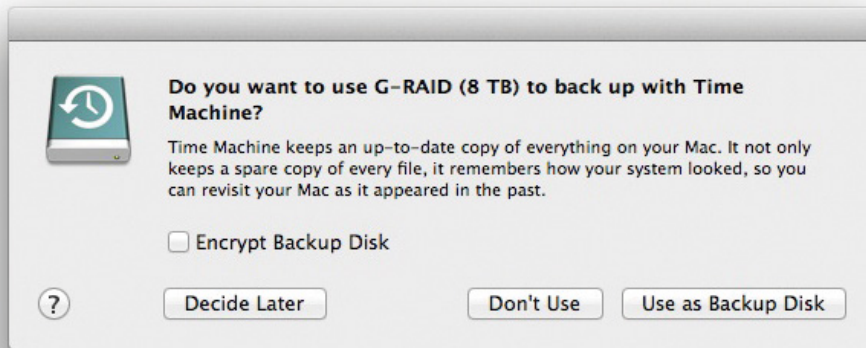 Do you want to use G-RAID (8 TB) to back up with Time
Machine?
Time Machine keeps an up-to-date copy of everything on your Mac. It not only
keeps a spare copy of every file, it remembers how your system looked, so you
can revisit your Mac as it appeared in the past.
Encrypt Backup Disk
? Decide Later Don't Use Use as Backup Disk